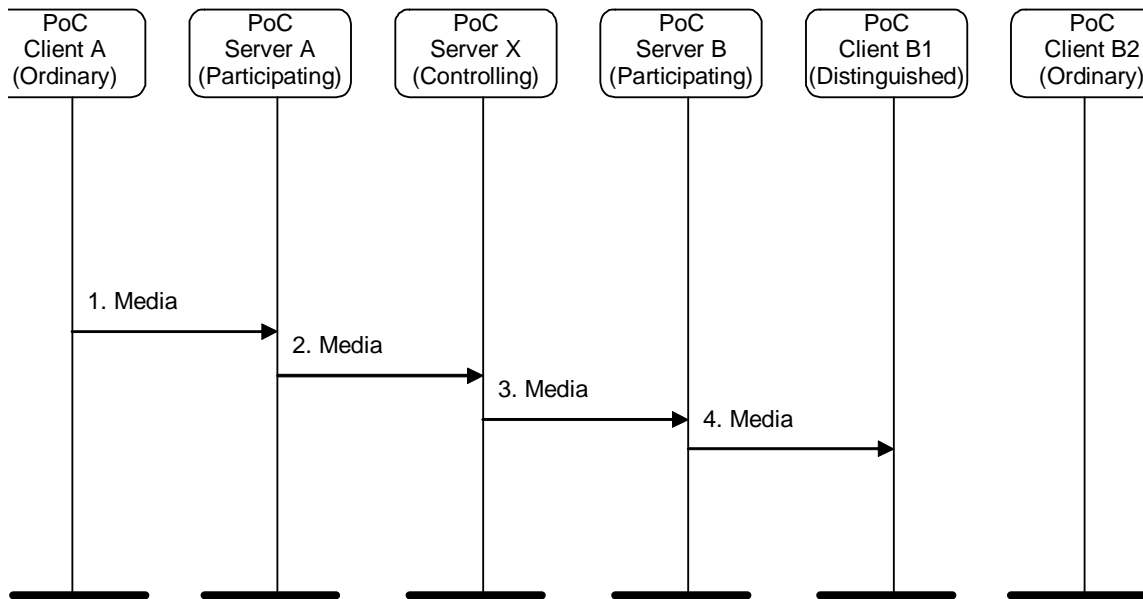 PoC
Client A
(Ordinary)
PoC
Server A
(Participating)
PoC
Server X
(Controlling)
PoC
Server B
(Participating)
PoC
Client B1
(Distinguished)
PoC
Client B2
(Ordinary)
1. Media
2. Media
3. Media
4. Media